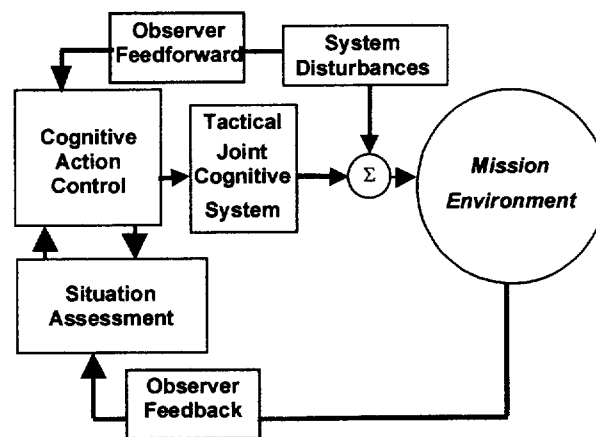 Observer
Feedforward
System
Disturbances
Cognitive
Action
Control
Tactical
Joint
Cognitive
System
Σ
Mission
Environment
Situation
Assessment
Observer
Feedback